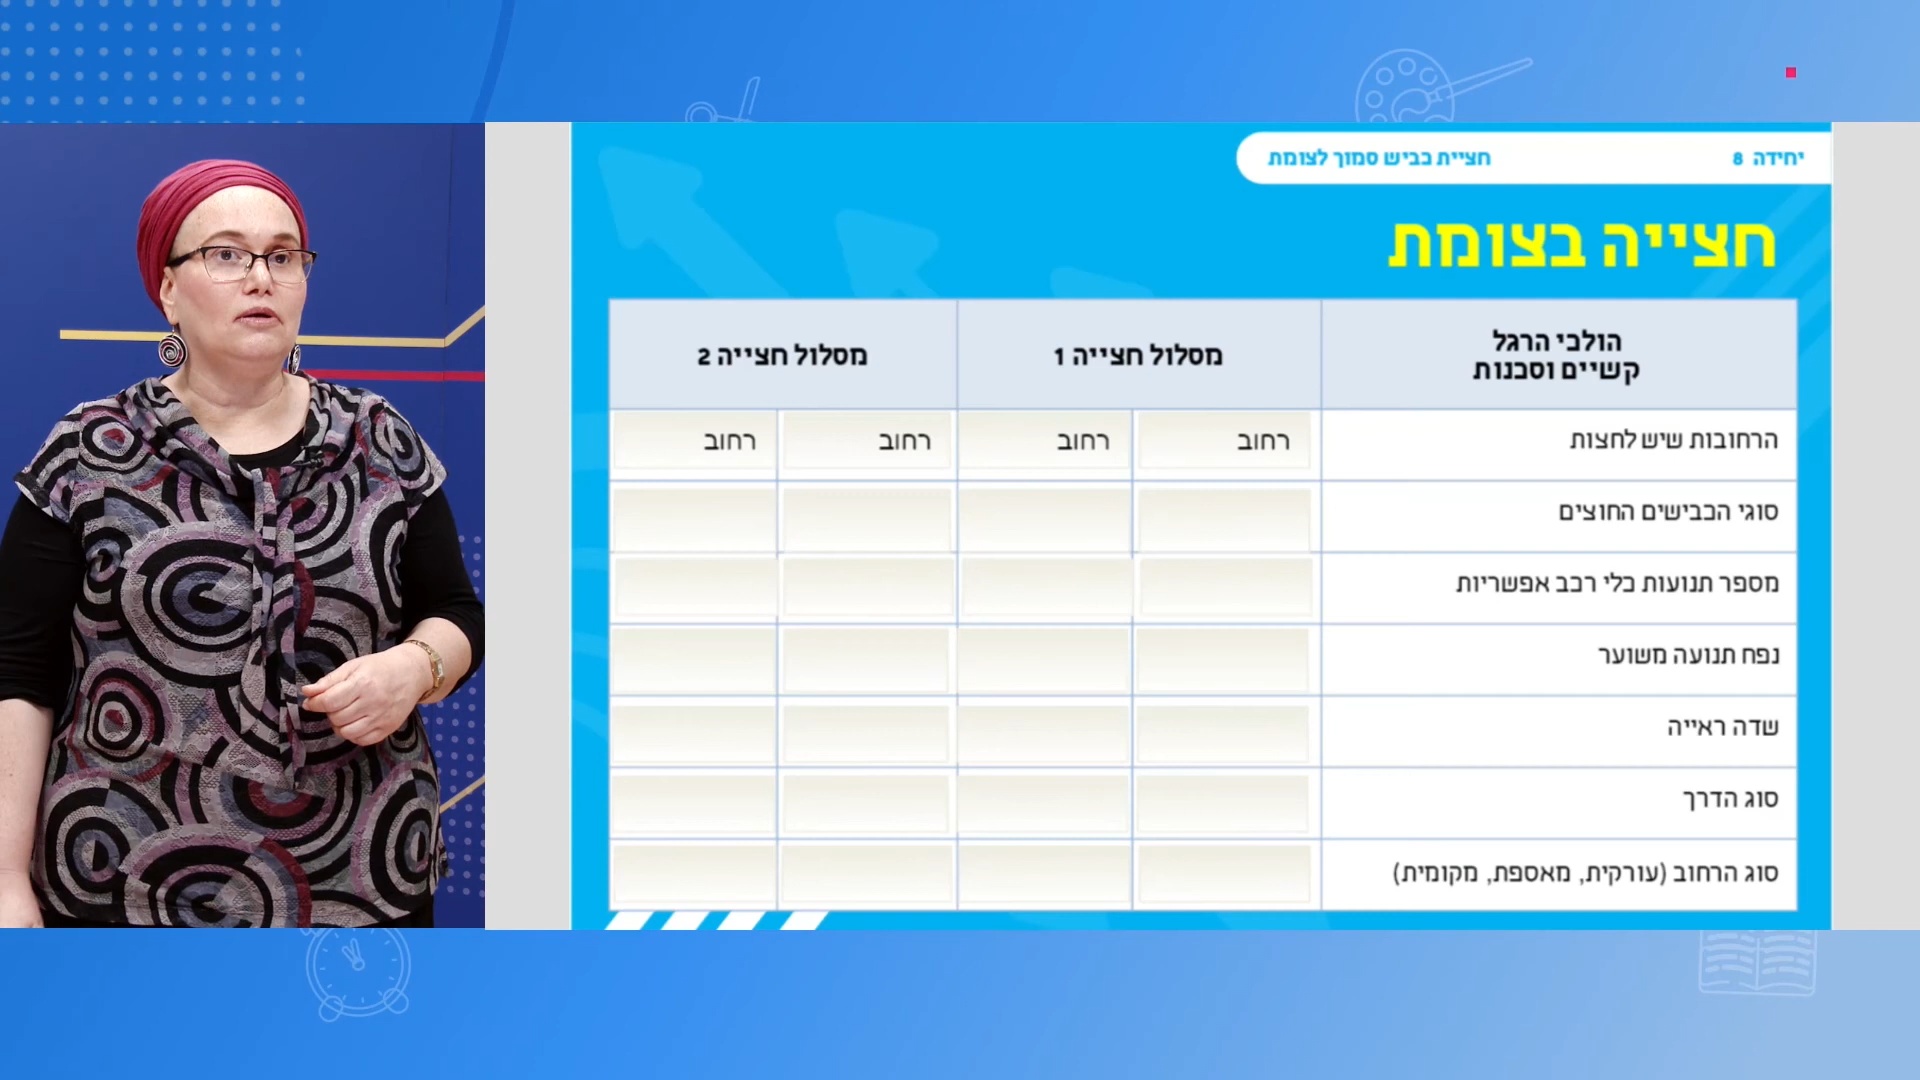 יחידה 8 חציית כביש סמוך לצומת
חצייה בצומת
הולכי הרגל
קשיים וסכנות
מסלול חצייה 1
מסלול חצייה 2
הרחובות שיש לחצות רחוב רחוב רחוב רחוב
סוגי הכבישים החוצים
מספר תנועות כלי רכב אפשריות
נפח תנועה משוער
שדה ראייה
סוג הדרך
סוג הרחוב (עורקית, מאספת, מקומית)